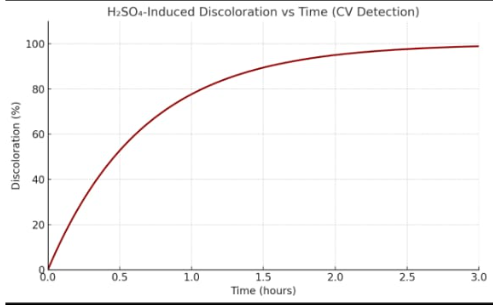 H₂SO₄-Induced Discoloration vs Time (CV Detection)
Discoloration (%)
100
80
60
40
20
0
0.0 0.5 1.0 1.5 2.0 2.5 3.0
Time (hours)